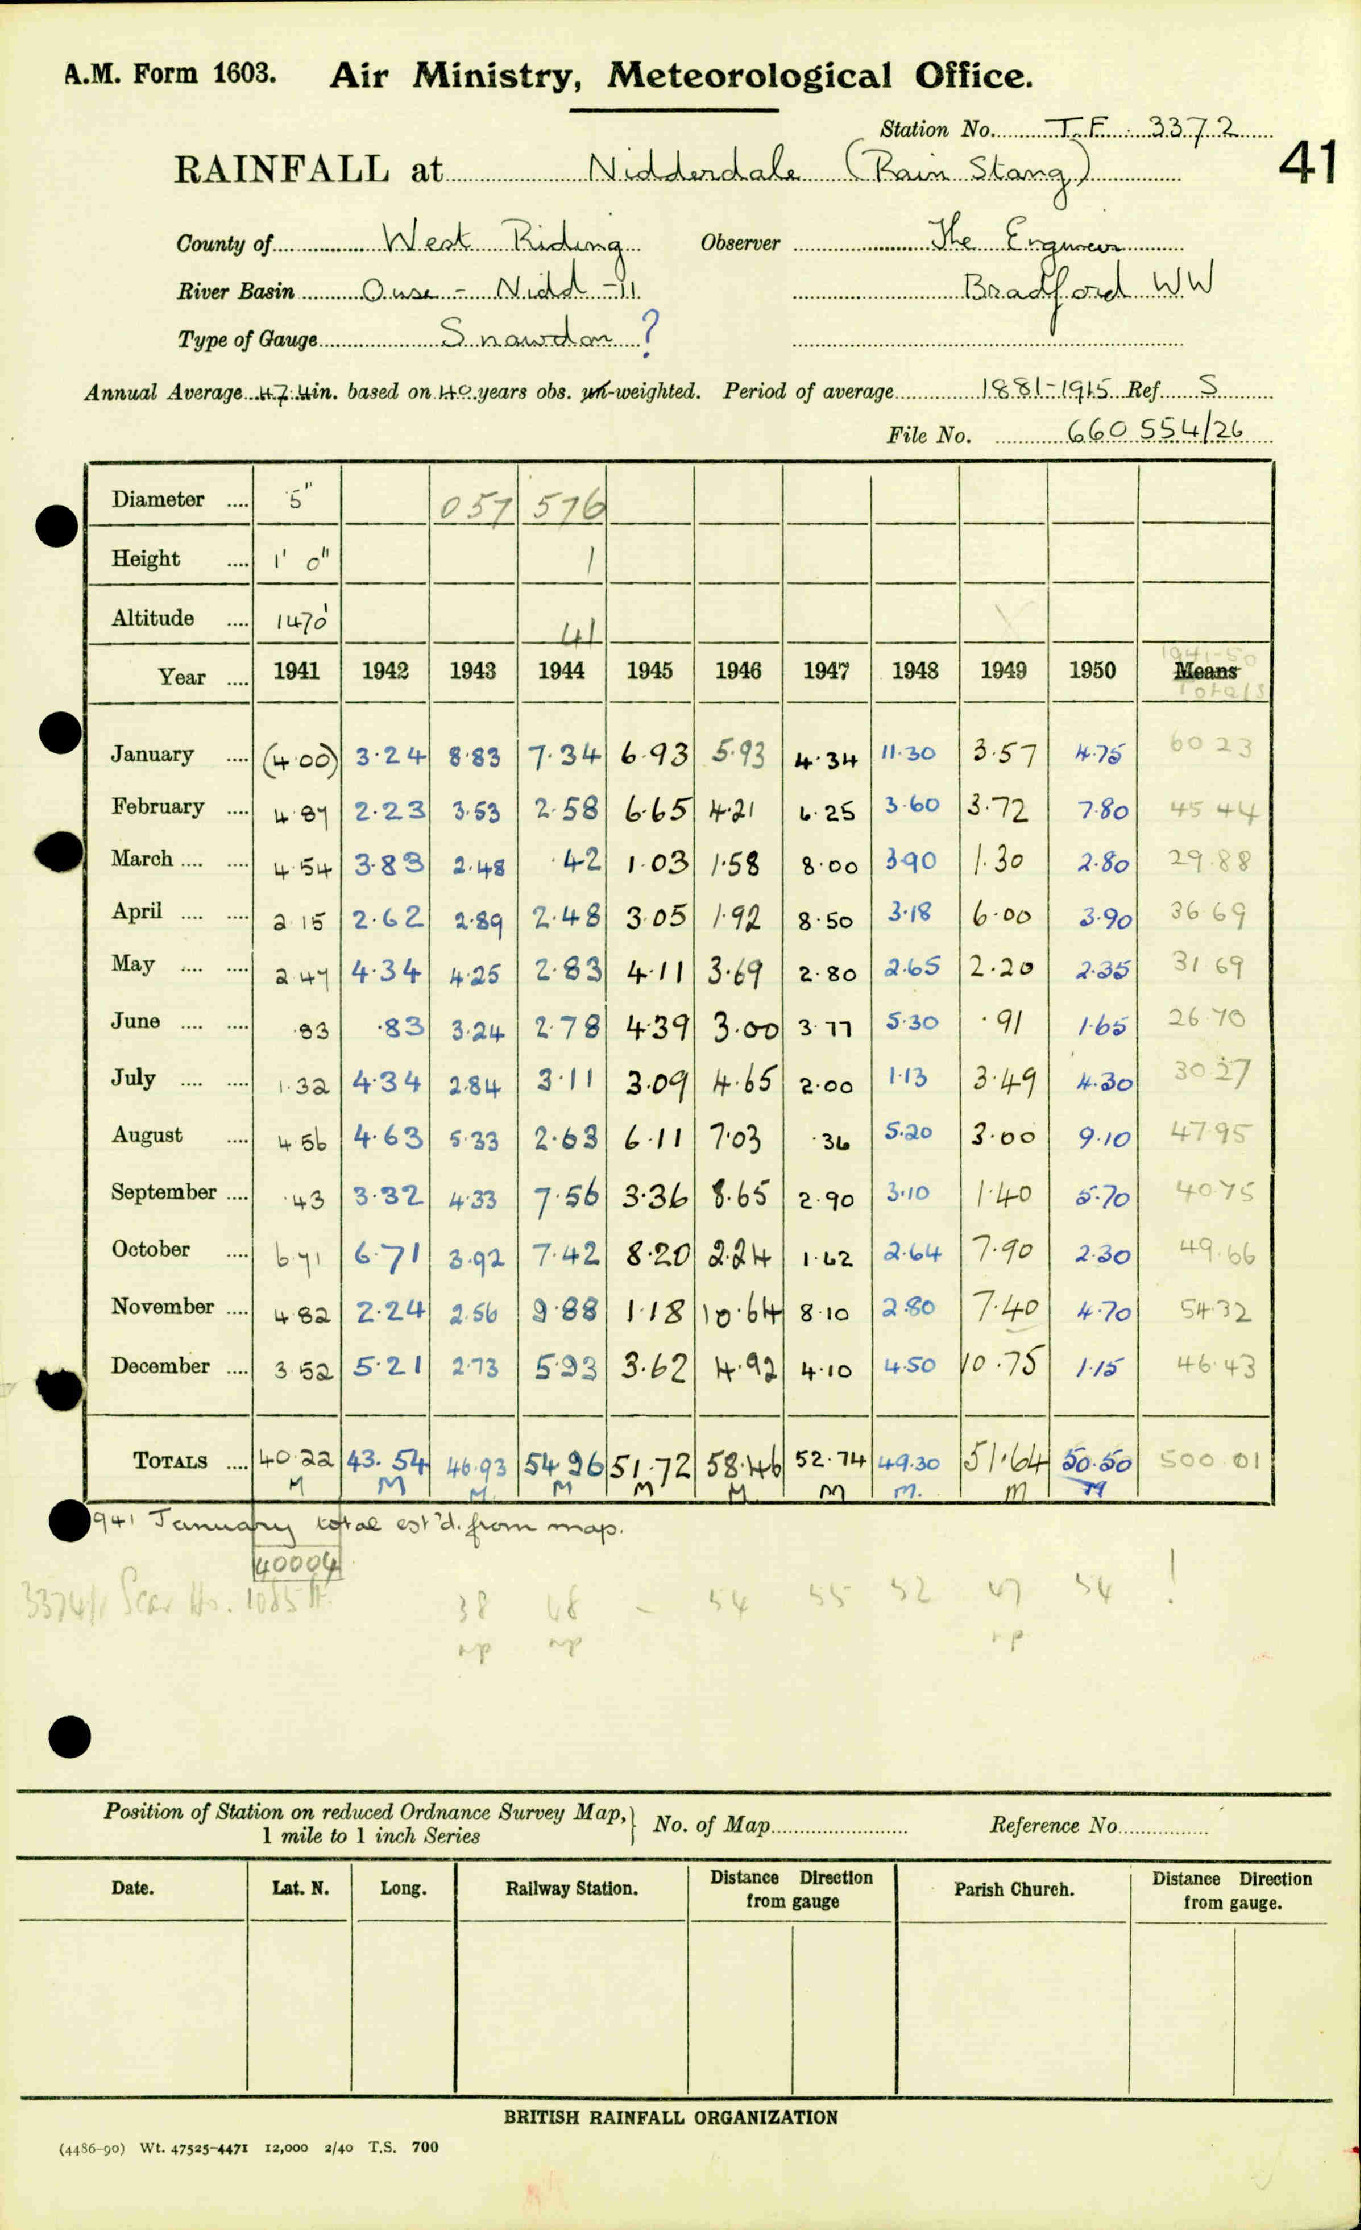 A.M. Form 1603. Air Ministry, Meteorological Office.
Station No. T.F. 3372
41
RAINFALL at Nidderdale (Rain Stang)
County of West Riding Observer The Engineer
River Basin Ouse - Nidd - 11 Bradford WW
Type of Gauge Snowdon ?
Annual Average 47.4 in. based on 40 years obs. un-weighted. Period of average 1881-1915 Ref. S
File No. 660 554/26
Diameter .... 5" 057 576
Height .... 1' 0" 1
Altitude .... 1470' 41
1941-50
Year .... 1941 1942 1943 1944 1945 1946 1947 1948 1949 1950 Means
Totals
January .... (4.00) 3.24 8.83 7.34 6.93 5.93 4.34 11.30 3.57 4.75 60 23
February .... 4.87 2.23 3.53 2.58 6.65 4.21 6.25 3.60 3.72 7.80 45 44
March .... .... 4.54 3.83 2.48 .42 1.03 1.58 8.00 3.90 1.30 2.80 29.88
April .... .... 2.15 2.62 2.89 2.48 3.05 1.92 8.50 3.18 6.00 3.90 36 69
May .... .... 2.47 4.34 4.25 2.83 4.11 3.69 2.80 2.65 2.20 2.35 31 69
June .... .... .83 .83 3.24 2.78 4.39 3.00 3.77 5.30 .91 1.65 26.70
July .... .... 1.32 4.34 2.84 3.11 3.09 4.65 2.00 1.13 3.49 4.30 30.27
August .... 4.56 4.63 5.33 2.63 6.11 7.03 .36 5.20 3.00 9.10 47.95
September .... .43 3.32 4.33 7.56 3.36 8.65 2.90 3.10 1.40 5.70 40.75
October .... 6.71 6.71 3.92 7.42 8.20 2.24 1.62 2.64 7.90 2.30 49.66
November .... 4.82 2.24 2.56 9.88 1.18 10.64 8.10 2.80 7.40 4.70 54.32
December .... 3.52 5.21 2.73 5.93 3.62 4.92 4.10 4.50 10.75 1.15 46.43
TOTALS .... 40.22 43.54 46.93 54.96 51.72 58.46 52.74 49.30 51.64 50.50 500.01
M M M M M M M m. m M
1941 January total est'd. from map.
40004
3374/1 Scar Ho. 1085 ft. 38 48 - 54 55 52 47 54 !
np np np
Position of Station on reduced Ordnance Survey Map, } No. of Map Reference No.
1 mile to 1 inch Series
Date. Lat. N. Long. Railway Station. Distance Direction from gauge Parish Church. Distance Direction from gauge.
BRITISH RAINFALL ORGANIZATION
(4486-90) Wt. 47525-4471 12,000 2/40 T.S. 700